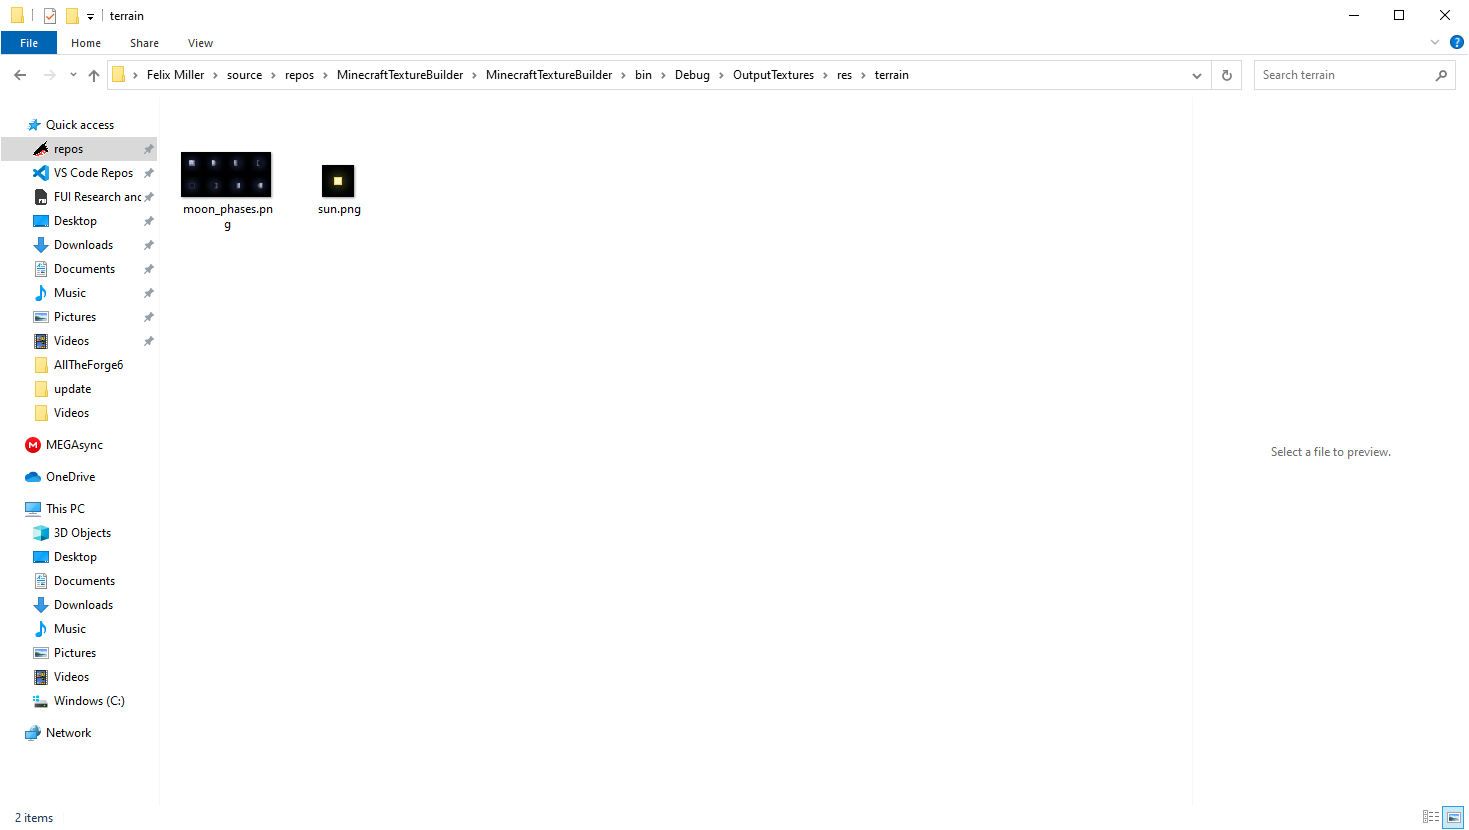 terrain
File Home Share View
Felix Miller source repos MinecraftTextureBuilder MinecraftTextureBuilder bin Debug OutputTextures res terrain
Search terrain
Quick access
repos
VS Code Repos
FUI Research and
Desktop
Downloads
Documents
Music
Pictures
Videos
AllTheForge6
update
Videos
MEGAsync
OneDrive
This PC
3D Objects
Desktop
Documents
Downloads
Music
Pictures
Videos
Windows (C:)
Network
moon_phases.pn
g
sun.png
Select a file to preview.
2 items